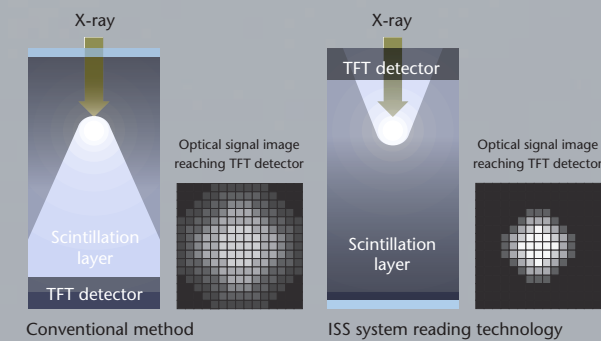 X-ray
Scintillation
layer
TFT detector
Optical signal image
reaching TFT detector
Conventional method
X-ray
TFT detector
Scintillation
layer
Optical signal image
reaching TFT detector
ISS system reading technology